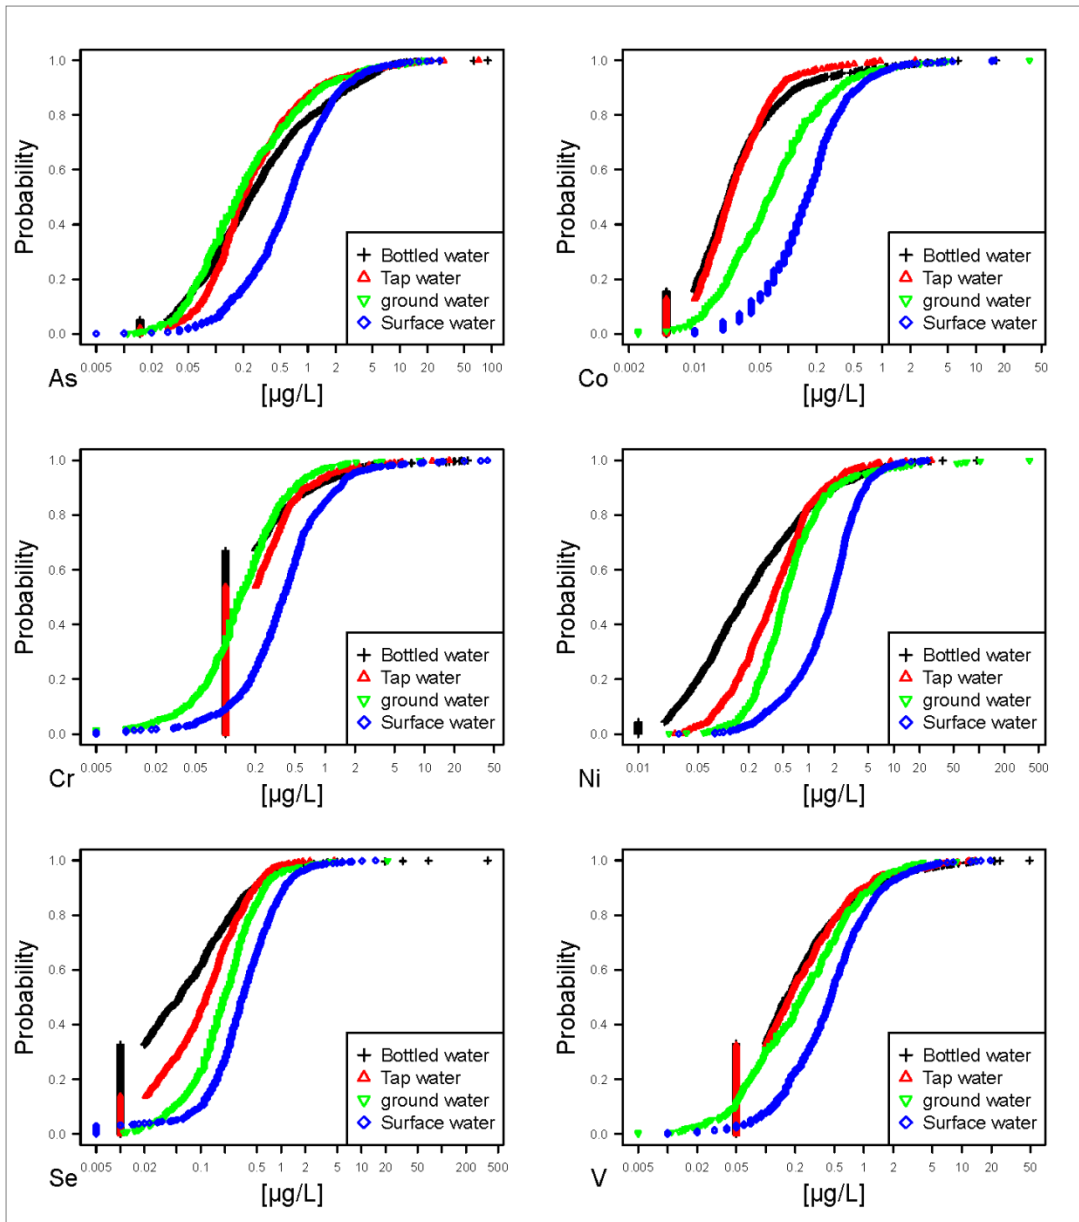 1.0
0.8
0.6
0.4
0.2
0.0
Probability
Bottled water
Tap water
ground water
Surface water
0.005 0.02 0.05 0.2 0.5 1 2 5 10 20 50 100
As
[µg/L]
1.0
0.8
0.6
0.4
0.2
0.0
Probability
Bottled water
Tap water
ground water
Surface water
0.002 0.01 0.05 0.2 0.5 1 2 5 10 50
Co
[µg/L]
1.0
0.8
0.6
0.4
0.2
0.0
Probability
Bottled water
Tap water
ground water
Surface water
0.005 0.02 0.05 0.2 0.5 1 2 5 10 20 50
Cr
[µg/L]
1.0
0.8
0.6
0.4
0.2
0.0
Probability
Bottled water
Tap water
ground water
Surface water
0.01 0.05 0.2 0.5 1 2 5 10 20 50 200 500
Ni
[µg/L]
1.0
0.8
0.6
0.4
0.2
0.0
Probability
Bottled water
Tap water
ground water
Surface water
0.005 0.02 0.1 0.5 1 2 5 10 50 200 500
Se
[µg/L]
1.0
0.8
0.6
0.4
0.2
0.0
Probability
Bottled water
Tap water
ground water
Surface water
0.005 0.02 0.05 0.2 0.5 1 2 5 10 20 50
V
[µg/L]